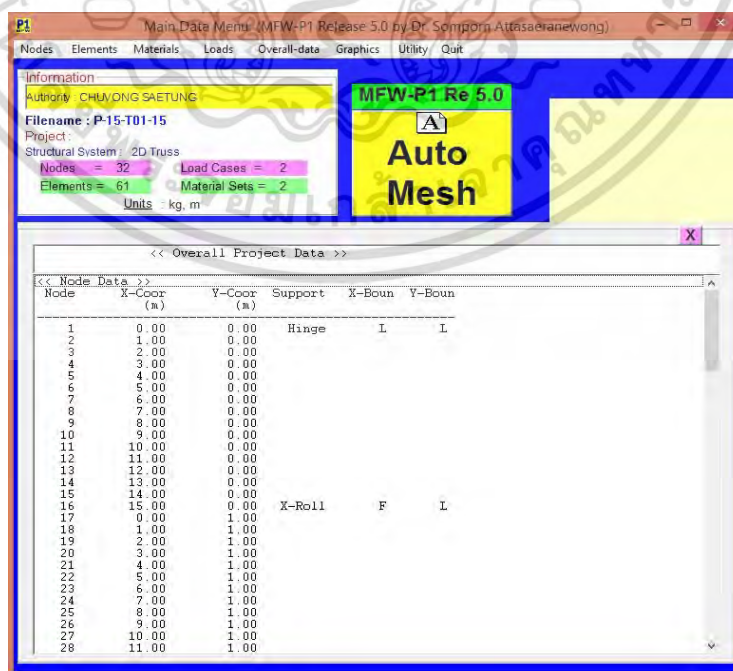 P1 Main Data Menu (MFW-P1 Release 5.0 by Dr. Somporn Attasaeranewong)
Nodes Elements Materials Loads Overall-data Graphics Utility Quit
Information
Authority : CHUVONG SAETUNG
Filename : P-15-T01-15
Project :
Structural System : 2D Truss
Nodes = 32 Load Cases = 2
Elements = 61 Material Sets = 2
Units : kg, m
MFW-P1 Re 5.0
A
Auto
Mesh
X
<< Overall Project Data >>
<< Node Data >>
Node X-Coor Y-Coor Support X-Boun Y-Boun
(m) (m)
1 0.00 0.00 Hinge L L
2 1.00 0.00
3 2.00 0.00
4 3.00 0.00
5 4.00 0.00
6 5.00 0.00
7 6.00 0.00
8 7.00 0.00
9 8.00 0.00
10 9.00 0.00
11 10.00 0.00
12 11.00 0.00
13 12.00 0.00
14 13.00 0.00
15 14.00 0.00
16 15.00 0.00 X-Roll F L
17 0.00 1.00
18 1.00 1.00
19 2.00 1.00
20 3.00 1.00
21 4.00 1.00
22 5.00 1.00
23 6.00 1.00
24 7.00 1.00
25 8.00 1.00
26 9.00 1.00
27 10.00 1.00
28 11.00 1.00